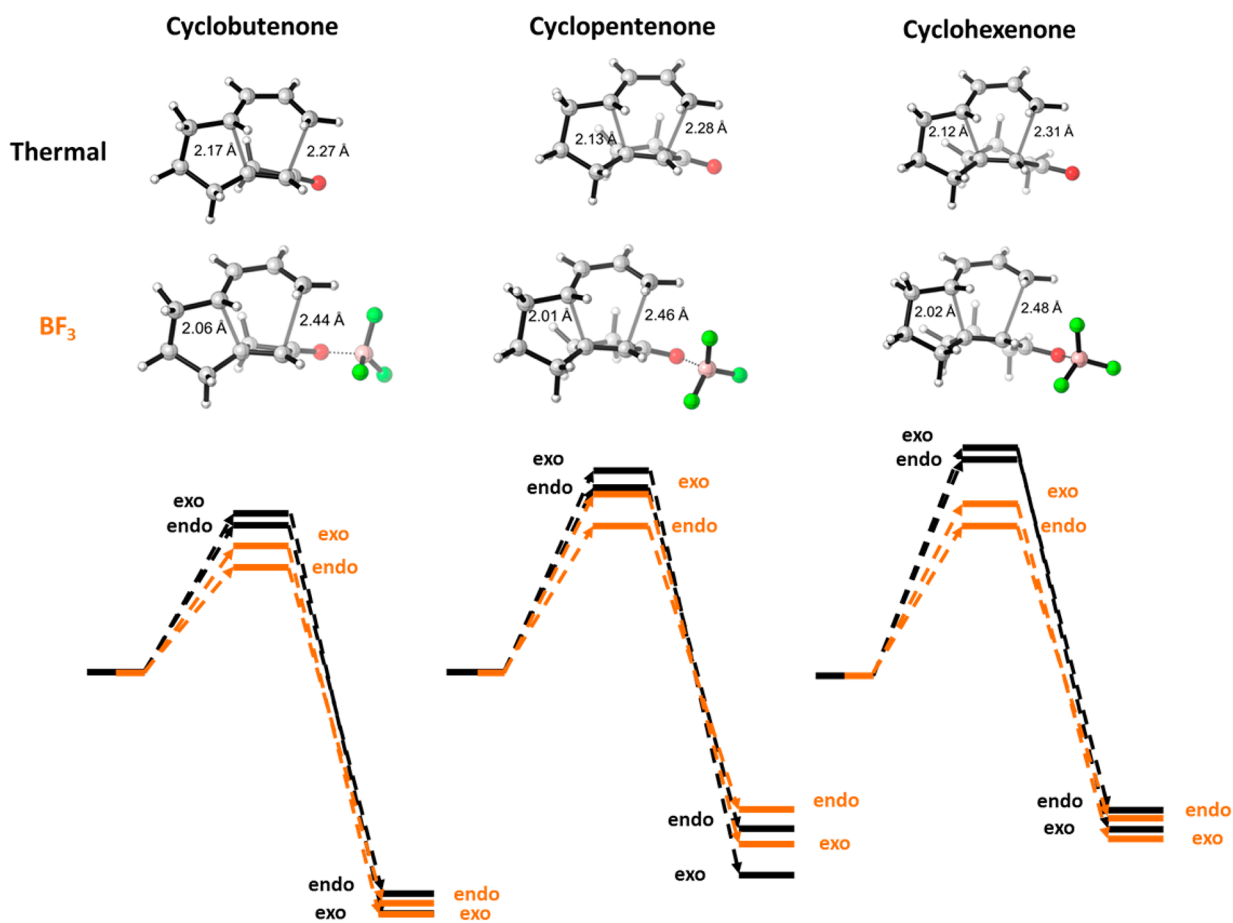 Cyclobutenone Cyclopentenone Cyclohexenone
Thermal
2.17 Å 2.27 Å 2.13 Å 2.28 Å 2.12 Å 2.31 Å
BF₃
2.06 Å 2.44 Å 2.01 Å 2.46 Å 2.02 Å 2.48 Å
exo
endo
exo
endo
endo
exo
endo
exo
exo
endo
exo
endo
endo
endo
exo
exo
exo
endo
exo
endo
endo
exo
endo
exo